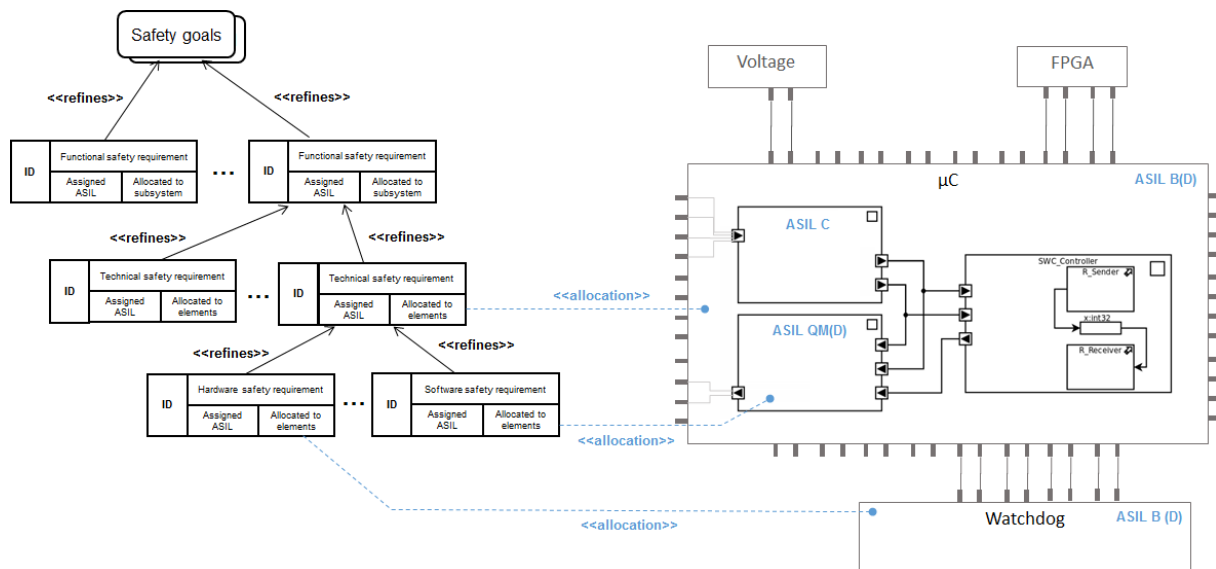 Safety goals
<<refines>>
<<refines>>
ID
Functional safety requirement
Assigned
ASIL
Allocated to
subsystem
...
ID
Functional safety requirement
Assigned
ASIL
Allocated to
subsystem
<<refines>>
<<refines>>
ID
Technical safety requirement
Assigned
ASIL
Allocated to
elements
...
ID
Technical safety requirement
Assigned
ASIL
Allocated to
elements
<<refines>>
<<refines>>
ID
Hardware safety requirement
Assigned
ASIL
Allocated to
elements
...
ID
Software safety requirement
Assigned
ASIL
Allocated to
elements
<<allocation>>
<<allocation>>
<<allocation>>
Voltage
FPGA
µC
ASIL B(D)
ASIL C
ASIL QM(D)
SWC_Controller
R_Sender
x:int32
R_Receiver
Watchdog
ASIL B (D)